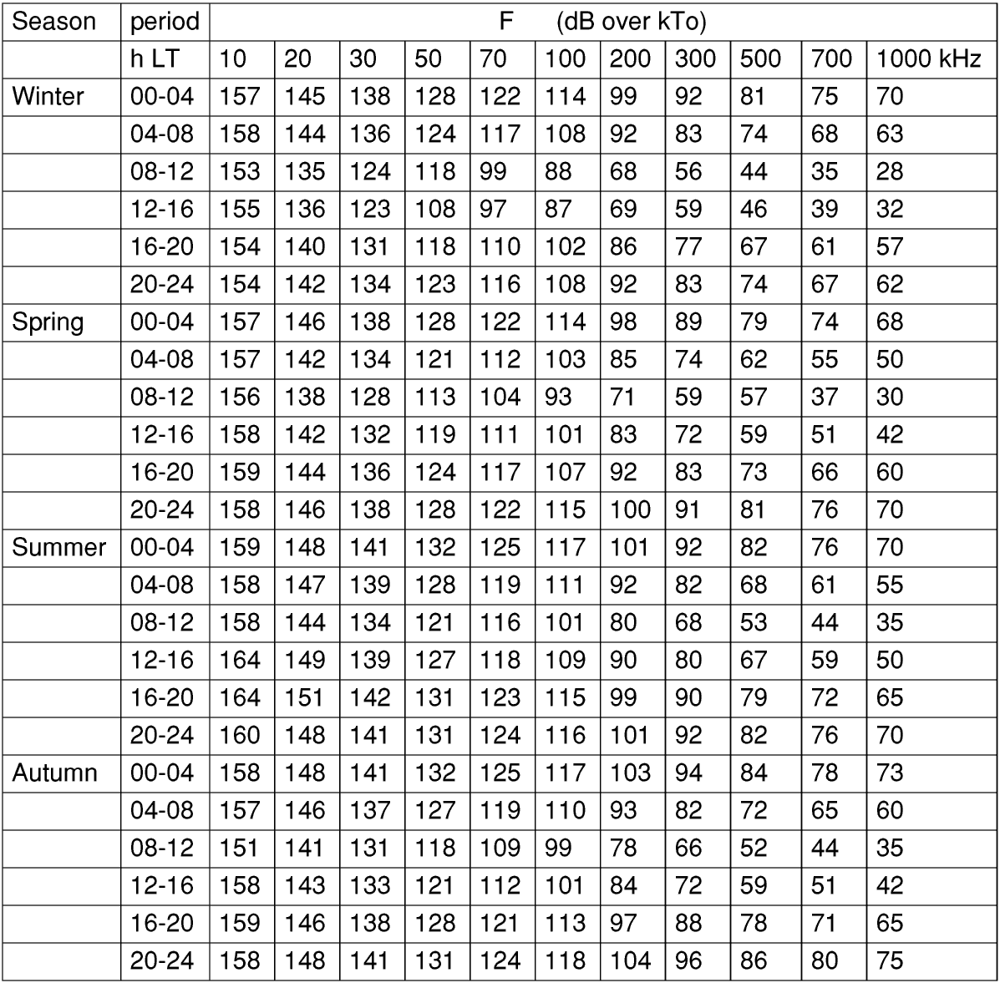 Season period F (dB over kTo)
h LT 10 20 30 50 70 100 200 300 500 700 1000 kHz
Winter 00-04 157 145 138 128 122 114 99 92 81 75 70
04-08 158 144 136 124 117 108 92 83 74 68 63
08-12 153 135 124 118 99 88 68 56 44 35 28
12-16 155 136 123 108 97 87 69 59 46 39 32
16-20 154 140 131 118 110 102 86 77 67 61 57
20-24 154 142 134 123 116 108 92 83 74 67 62
Spring 00-04 157 146 138 128 122 114 98 89 79 74 68
04-08 157 142 134 121 112 103 85 74 62 55 50
08-12 156 138 128 113 104 93 71 59 57 37 30
12-16 158 142 132 119 111 101 83 72 59 51 42
16-20 159 144 136 124 117 107 92 83 73 66 60
20-24 158 146 138 128 122 115 100 91 81 76 70
Summer 00-04 159 148 141 132 125 117 101 92 82 76 70
04-08 158 147 139 128 119 111 92 82 68 61 55
08-12 158 144 134 121 116 101 80 68 53 44 35
12-16 164 149 139 127 118 109 90 80 67 59 50
16-20 164 151 142 131 123 115 99 90 79 72 65
20-24 160 148 141 131 124 116 101 92 82 76 70
Autumn 00-04 158 148 141 132 125 117 103 94 84 78 73
04-08 157 146 137 127 119 110 93 82 72 65 60
08-12 151 141 131 118 109 99 78 66 52 44 35
12-16 158 143 133 121 112 101 84 72 59 51 42
16-20 159 146 138 128 121 113 97 88 78 71 65
20-24 158 148 141 131 124 118 104 96 86 80 75